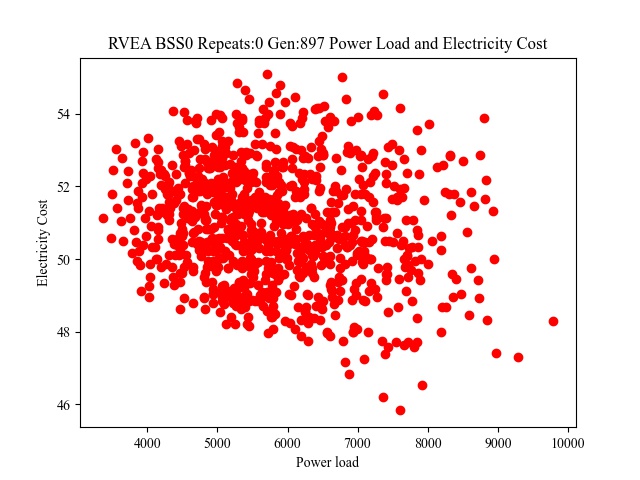 RVEA BSS0 Repeats:0 Gen:897 Power Load and Electricity Cost
54
52
50
48
46
Electricity Cost
4000 5000 6000 7000 8000 9000 10000
Power load